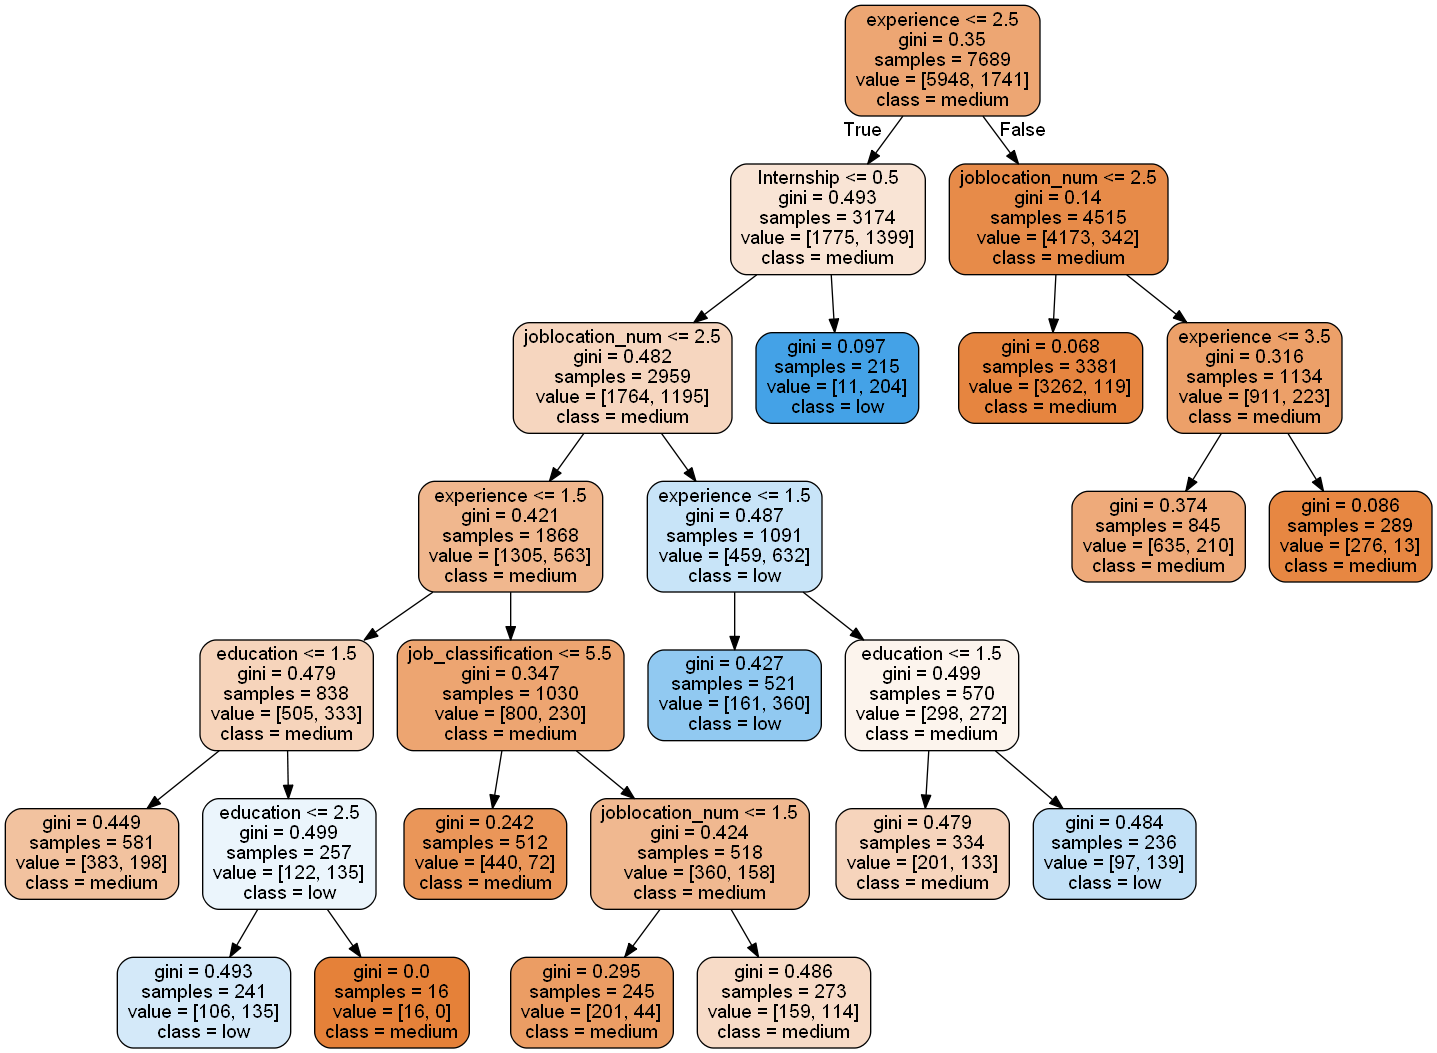 experience <= 2.5
gini = 0.35
samples = 7689
value = [5948, 1741]
class = medium
True
False
Internship <= 0.5
gini = 0.493
samples = 3174
value = [1775, 1399]
class = medium
joblocation_num <= 2.5
gini = 0.14
samples = 4515
value = [4173, 342]
class = medium
joblocation_num <= 2.5
gini = 0.482
samples = 2959
value = [1764, 1195]
class = medium
gini = 0.097
samples = 215
value = [11, 204]
class = low
gini = 0.068
samples = 3381
value = [3262, 119]
class = medium
experience <= 3.5
gini = 0.316
samples = 1134
value = [911, 223]
class = medium
experience <= 1.5
gini = 0.421
samples = 1868
value = [1305, 563]
class = medium
experience <= 1.5
gini = 0.487
samples = 1091
value = [459, 632]
class = low
gini = 0.374
samples = 845
value = [635, 210]
class = medium
gini = 0.086
samples = 289
value = [276, 13]
class = medium
education <= 1.5
gini = 0.479
samples = 838
value = [505, 333]
class = medium
job_classification <= 5.5
gini = 0.347
samples = 1030
value = [800, 230]
class = medium
gini = 0.427
samples = 521
value = [161, 360]
class = low
education <= 1.5
gini = 0.499
samples = 570
value = [298, 272]
class = medium
gini = 0.449
samples = 581
value = [383, 198]
class = medium
education <= 2.5
gini = 0.499
samples = 257
value = [122, 135]
class = low
gini = 0.242
samples = 512
value = [440, 72]
class = medium
joblocation_num <= 1.5
gini = 0.424
samples = 518
value = [360, 158]
class = medium
gini = 0.479
samples = 334
value = [201, 133]
class = medium
gini = 0.484
samples = 236
value = [97, 139]
class = low
gini = 0.493
samples = 241
value = [106, 135]
class = low
gini = 0.0
samples = 16
value = [16, 0]
class = medium
gini = 0.295
samples = 245
value = [201, 44]
class = medium
gini = 0.486
samples = 273
value = [159, 114]
class = medium